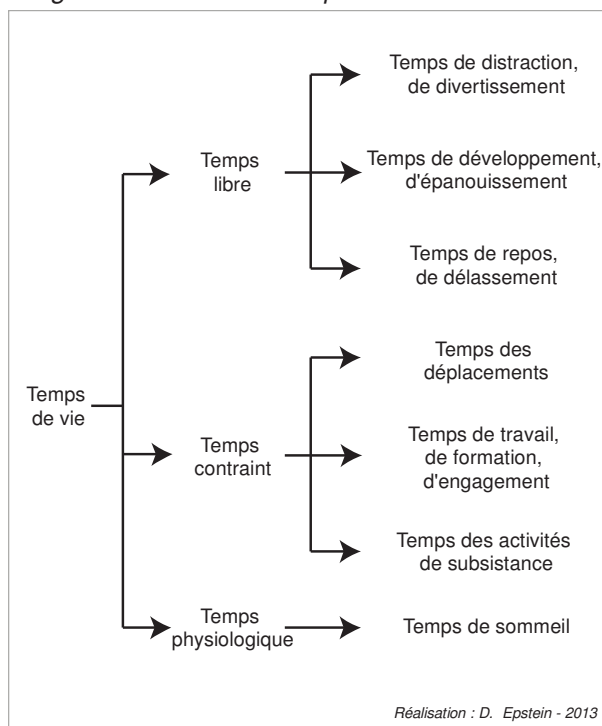 Temps de distraction,
de divertissement
Temps
libre
Temps de développement,
d'épanouissement
Temps de repos,
de délassement
Temps
de vie
Temps des
déplacements
Temps
contraint
Temps de travail,
de formation,
d'engagement
Temps des activités
de subsistance
Temps
physiologique
Temps de sommeil
Réalisation : D. Epstein - 2013